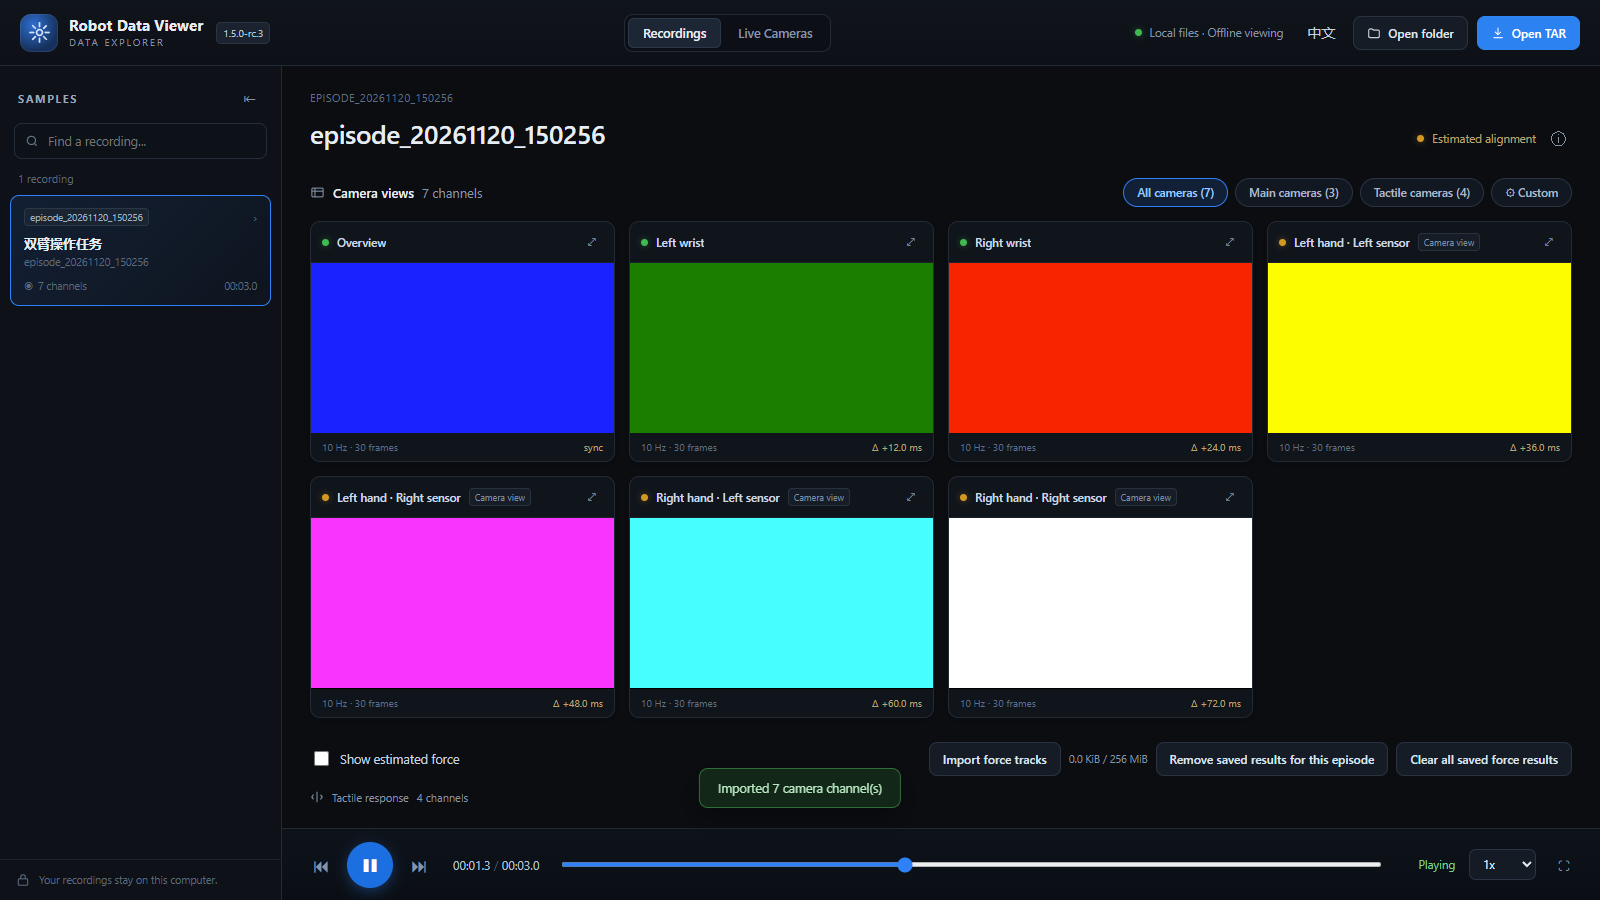 Robot Data Viewer
DATA EXPLORER
1.5.0-rc.3
Recordings
Live Cameras
Local files · Offline viewing
中文
Open folder
Open TAR
SAMPLES
Find a recording...
1 recording
episode_20261120_150256
双臂操作任务
episode_20261120_150256
7 channels
00:03.0
Your recordings stay on this computer.
EPISODE_20261120_150256
episode_20261120_150256
Estimated alignment
Camera views 7 channels
All cameras (7)
Main cameras (3)
Tactile cameras (4)
Custom
Overview
10 Hz · 30 frames
sync
Left wrist
10 Hz · 30 frames
Δ +12.0 ms
Right wrist
10 Hz · 30 frames
Δ +24.0 ms
Left hand · Left sensor
Camera view
10 Hz · 30 frames
Δ +36.0 ms
Left hand · Right sensor
Camera view
10 Hz · 30 frames
Δ +48.0 ms
Right hand · Left sensor
Camera view
10 Hz · 30 frames
Δ +60.0 ms
Right hand · Right sensor
Camera view
10 Hz · 30 frames
Δ +72.0 ms
Show estimated force
Import force tracks
0.0 KiB / 256 MiB
Remove saved results for this episode
Clear all saved force results
Tactile response 4 channels
Imported 7 camera channel(s)
00:01.3 / 00:03.0
Playing
1x